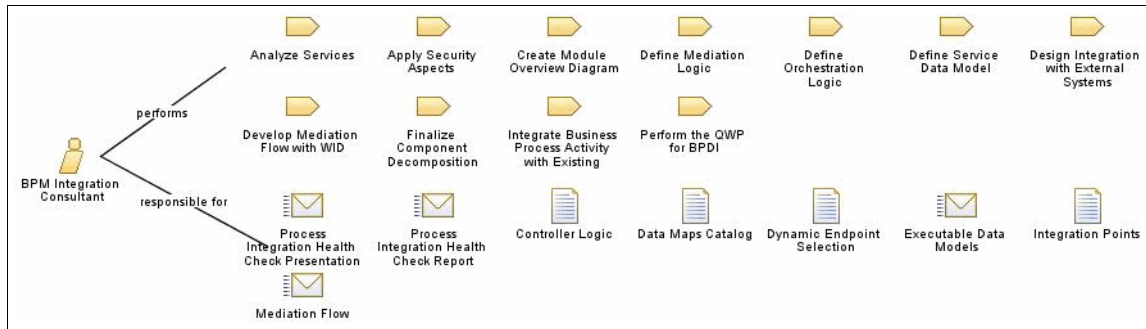 Analyze Services
Apply Security
Aspects
Create Module
Overview Diagram
Define Mediation
Logic
Define
Orchestration
Logic
Define Service
Data Model
Design Integration
with External
Systems
performs
Develop Mediation
Flow with WID
Finalize
Component
Decomposition
Integrate Business
Process Activity
with Existing
Perform the QWP
for BPDI
BPM Integration
Consultant
responsible for
Process
Integration Health
Check Presentation
Process
Integration Health
Check Report
Controller Logic
Data Maps Catalog
Dynamic Endpoint
Selection
Executable Data
Models
Integration Points
Mediation Flow